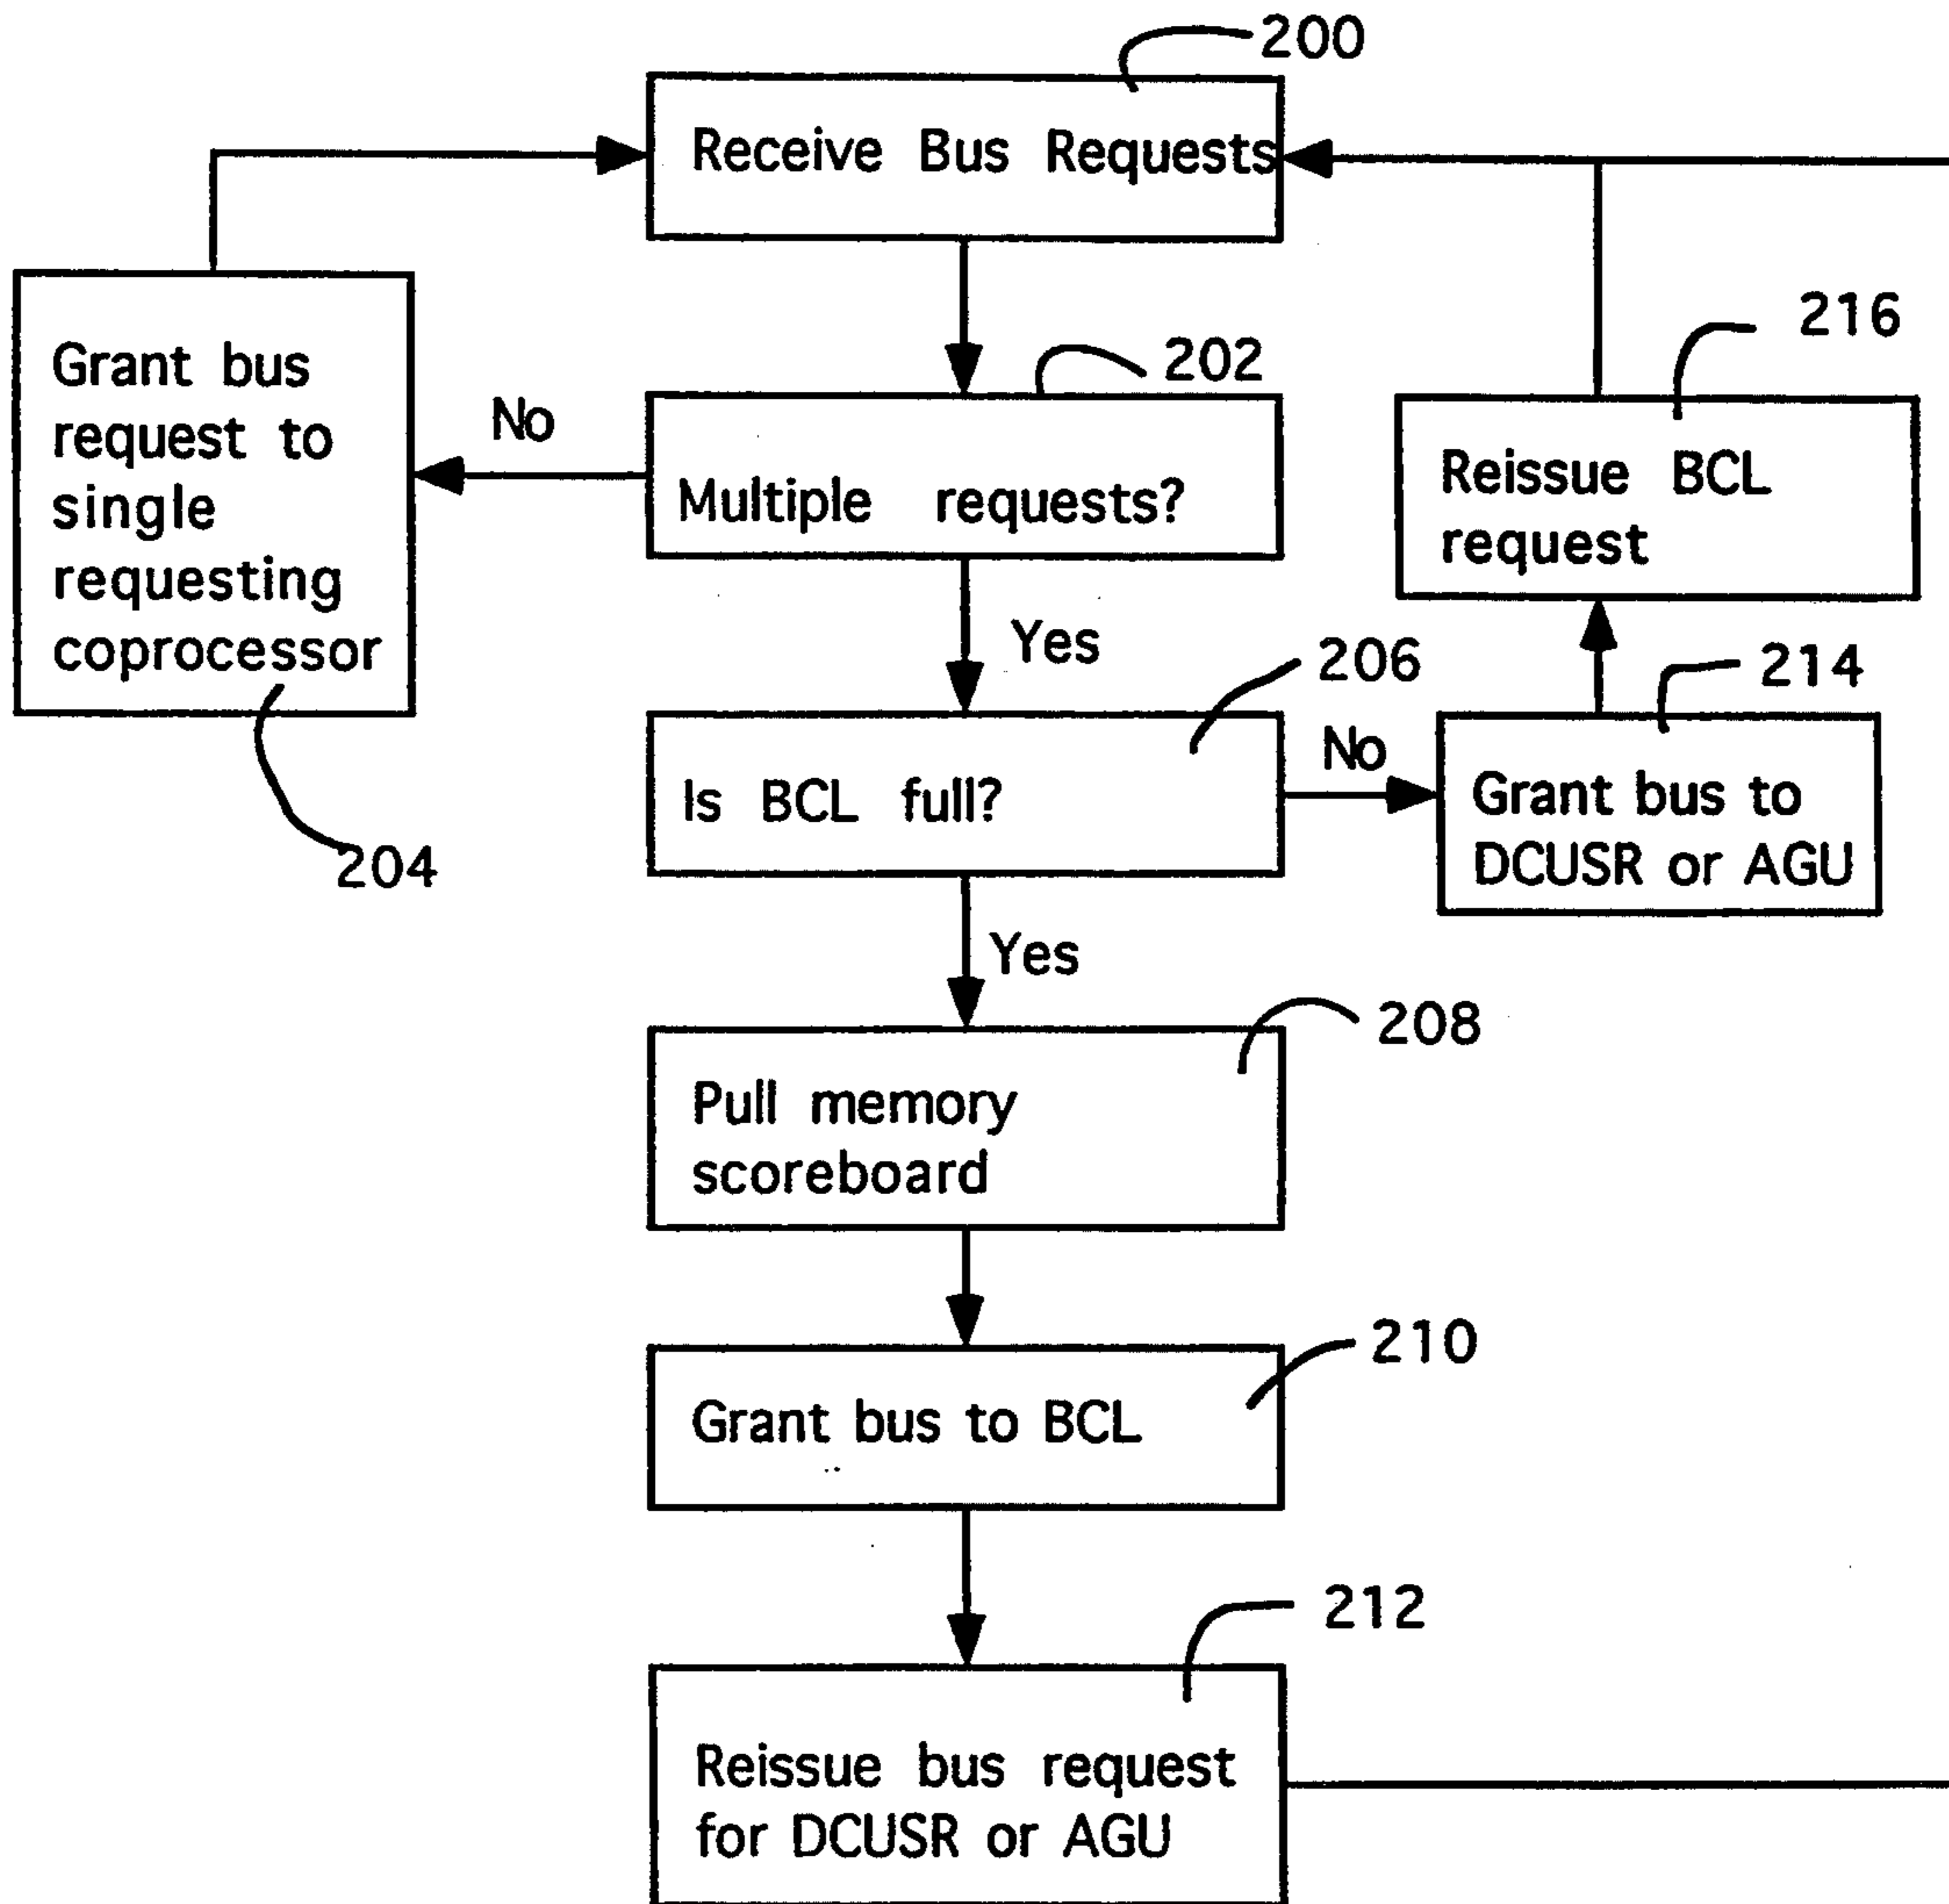 200
Receive Bus Requests
216
202
Grant bus
request to
single
requesting
coprocessor
No
Multiple requests?
Reissue BCL
request
Yes
206
214
No
Is BCL full?
Grant bus to
DCUSR or AGU
204
Yes
208
Pull memory
scoreboard
210
Grant bus to BCL
212
Reissue bus request
for DCUSR or AGU